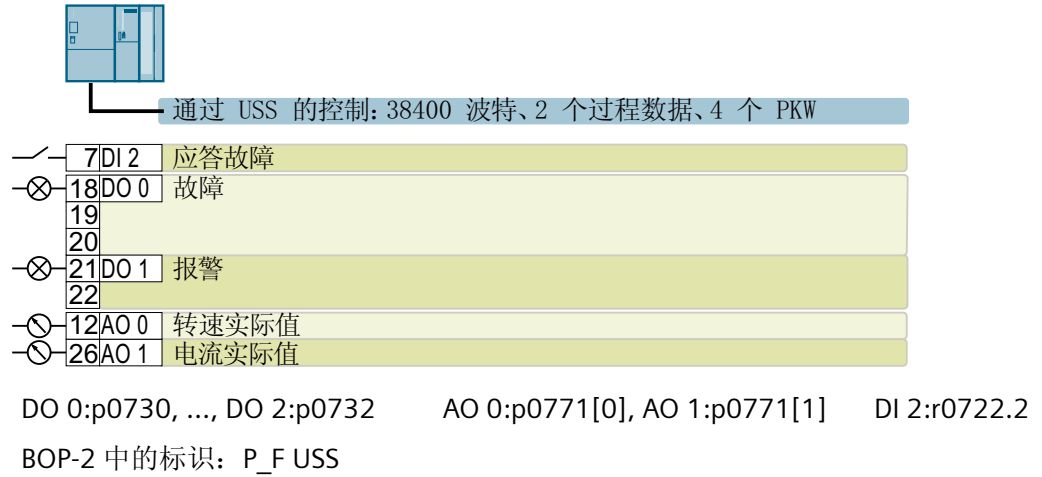 通过 USS 的控制: 38400 波特、2 个过程数据、4 个 PKW
7 DI 2 应答故障
18 DO 0 故障
19
20
21 DO 1 报警
22
12 AO 0 转速实际值
26 AO 1 电流实际值
DO 0:p0730, ..., DO 2:p0732 AO 0:p0771[0], AO 1:p0771[1] DI 2:r0722.2
BOP-2 中的标识：P_F USS